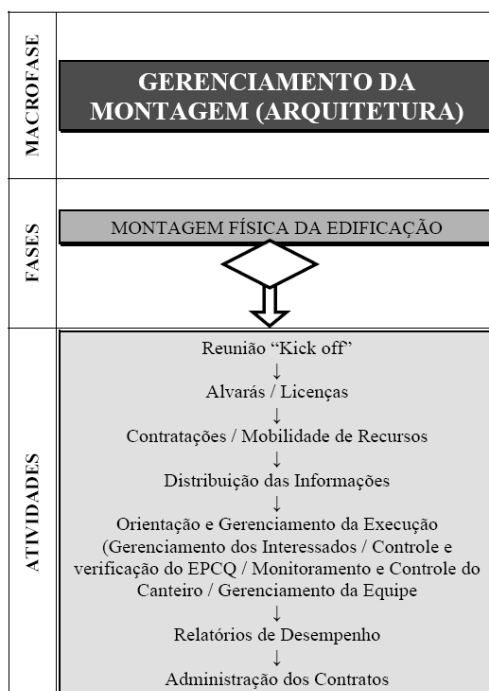 MACROFASE
GERENCIAMENTO DA
MONTAGEM (ARQUITETURA)
FASES
MONTAGEM FÍSICA DA EDIFICAÇÃO
ATIVIDADES
Reunião “Kick off”
↓
Alvarás / Licenças
↓
Contratações / Mobilidade de Recursos
↓
Distribuição das Informações
↓
Orientação e Gerenciamento da Execução
(Gerenciamento dos Interessados / Controle e
verificação do EPCQ / Monitoramento e Controle do
Canteiro / Gerenciamento da Equipe
↓
Relatórios de Desempenho
↓
Administração dos Contratos